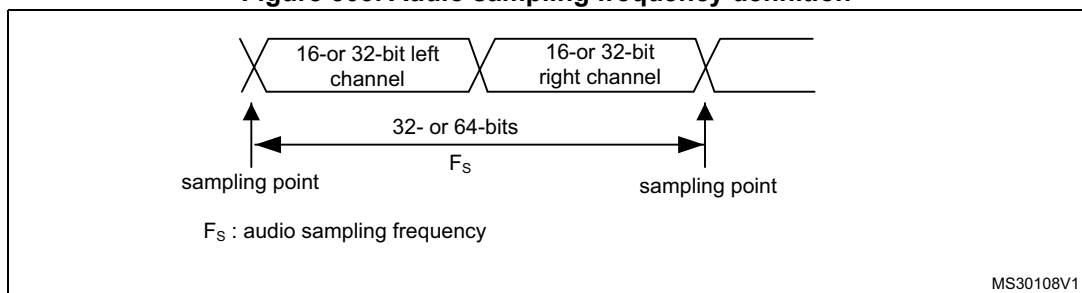 Figure Audio sampling frequency definition
16-or 32-bit left
channel
16-or 32-bit
right channel
32- or 64-bits
FS
sampling point
sampling point
FS : audio sampling frequency
MS30108V1